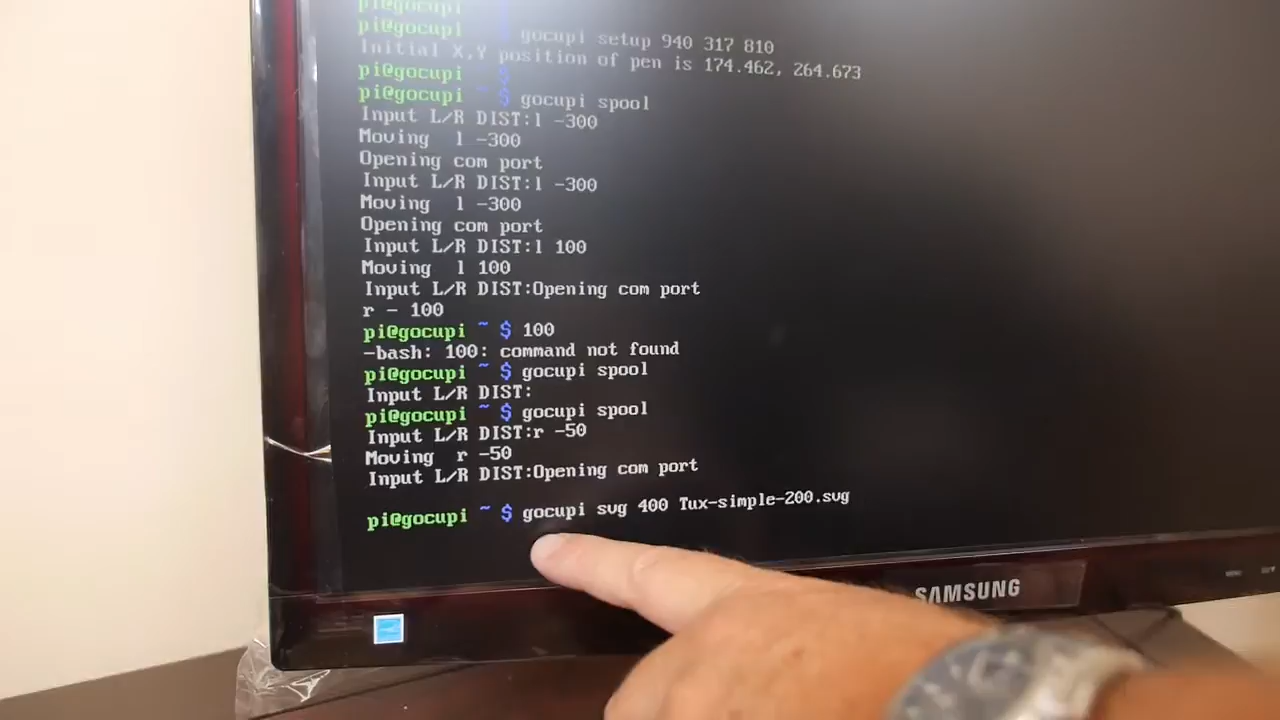 pi@gocupi
pi@gocupi ~ $ gocupi setup 940 317 810
Initial X,Y position of pen is 174.462, 264.673
pi@gocupi ~ $
pi@gocupi ~ $ gocupi spool
Input L/R DIST:l -300
Moving l -300
Opening com port
Input L/R DIST:l -300
Moving l -300
Opening com port
Input L/R DIST:l 100
Moving l 100
Input L/R DIST:Opening com port
r - 100
pi@gocupi ~ $ 100
-bash: 100: command not found
pi@gocupi ~ $ gocupi spool
Input L/R DIST:
pi@gocupi ~ $ gocupi spool
Input L/R DIST:r -50
Moving r -50
Input L/R DIST:Opening com port
pi@gocupi ~ $ gocupi svg 400 Tux-simple-200.svg
SAMSUNG